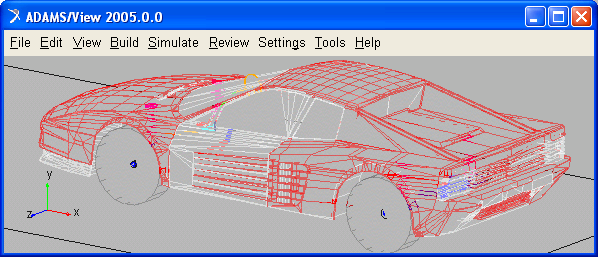 ADAMS/View 2005.0.0
File Edit View Build Simulate Review Settings Tools Help
y
z x